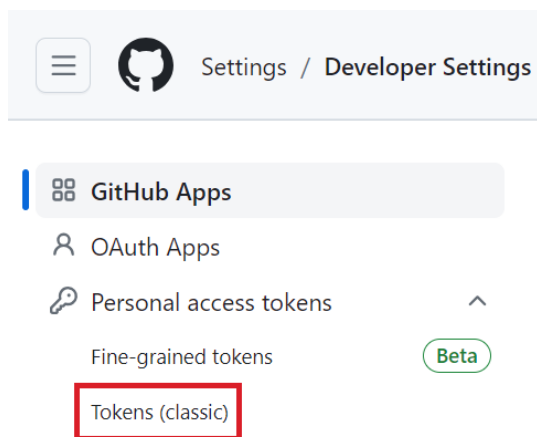 Settings / Developer Settings
GitHub Apps
OAuth Apps
Personal access tokens
Fine-grained tokens Beta
Tokens (classic)